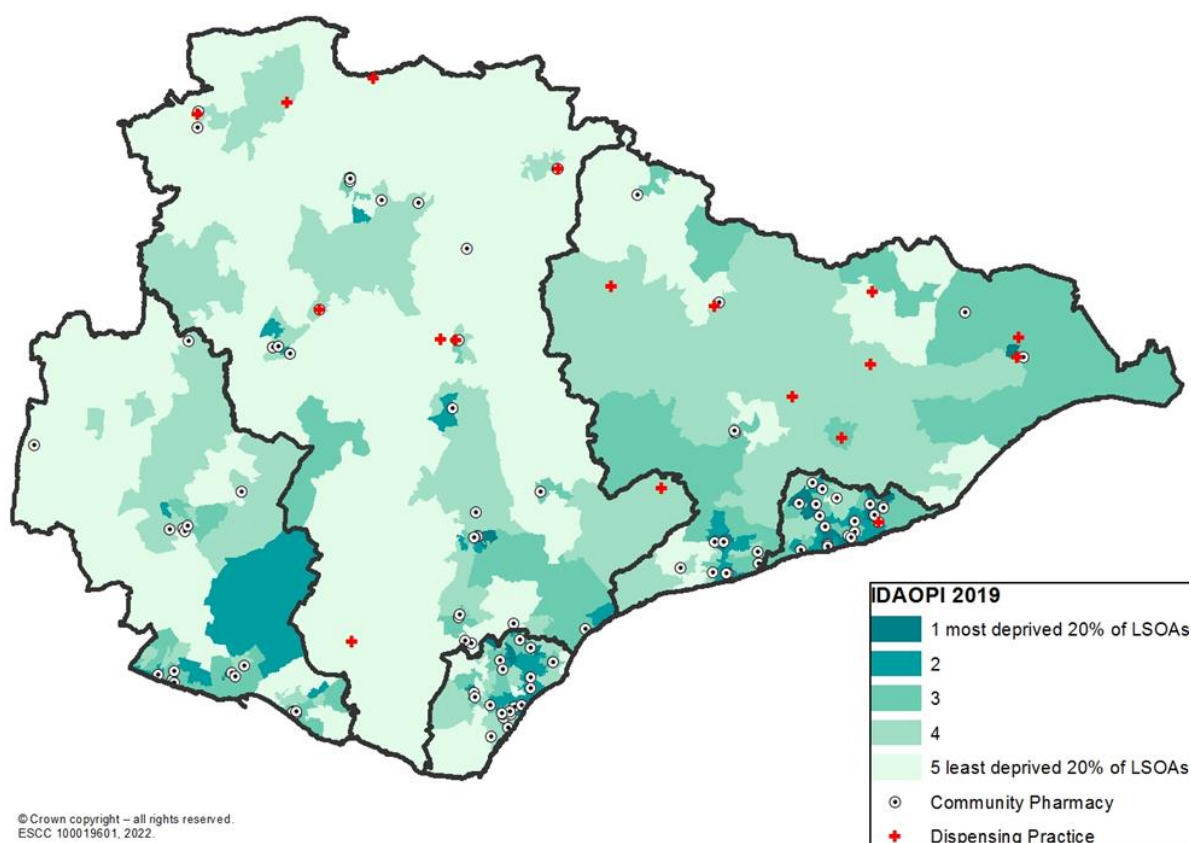 IDAOPI 2019
1 most deprived 20% of LSOAs
2
3
4
5 least deprived 20% of LSOAs
Community Pharmacy
Dispensing Practice
© Crown copyright – all rights reserved.
ESCC 100019601, 2022.